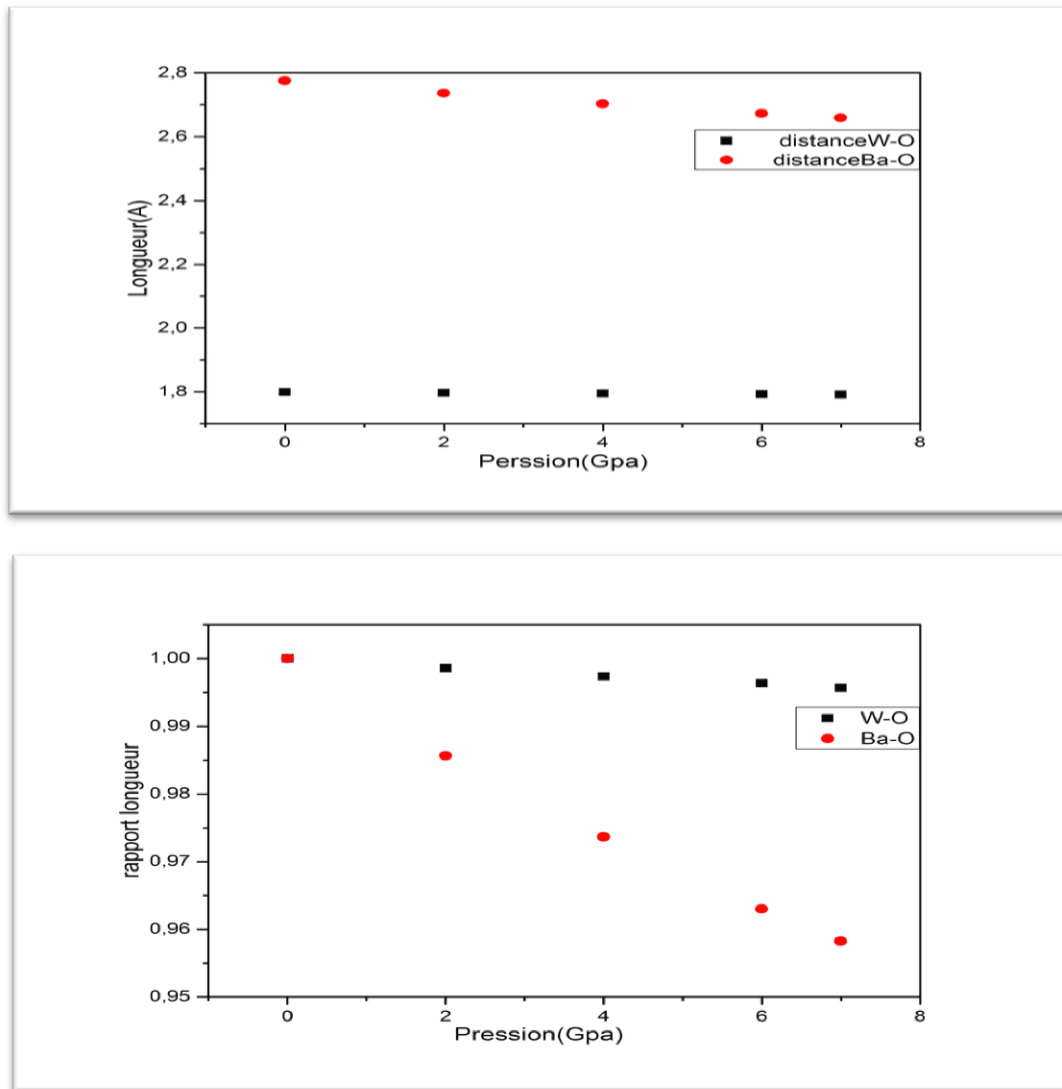 2,8
2,6
2,4
2,2
2,0
1,8
Longueur(A)
distanceW-O
distanceBa-O
0 2 4 6 8
Perssion(Gpa)
1,00
0,99
0,98
0,97
0,96
0,95
rapport longueur
W-O
Ba-O
0 2 4 6 8
Pression(Gpa)